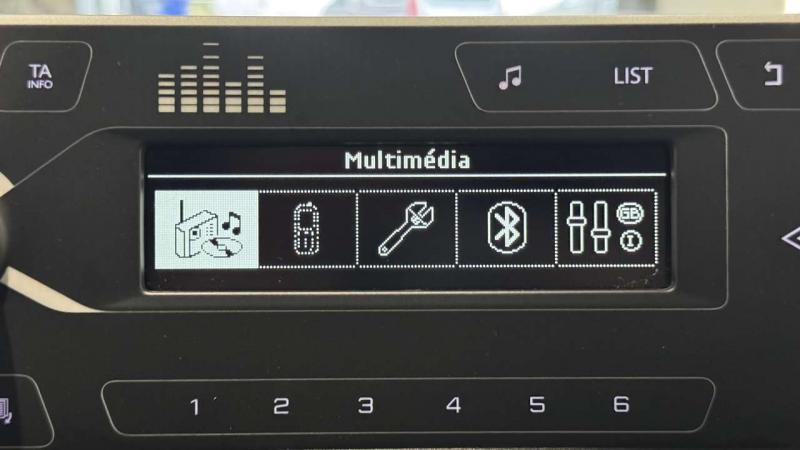 TA
INFO
LIST
Multimédia
GB
I
1 2 3 4 5 6